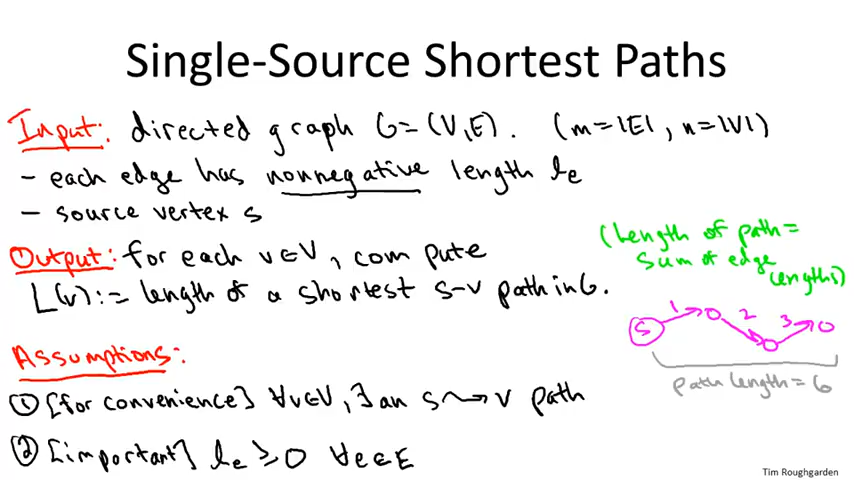 Single-Source Shortest Paths
Input: directed graph G=(V,E). (m=|E|, n=|V|)
- each edge has nonnegative length le
- source vertex s
Output: for each v∈V, compute
L(v) := length of a shortest s-v path in G.
(length of path =
sum of edge
lengths)
s 1 2 3
path length = 6
Assumptions:
① [for convenience] ∀v∈V, ∃ an s⇝v path
② [important] le ≥ 0 ∀e∈E
Tim Roughgarden